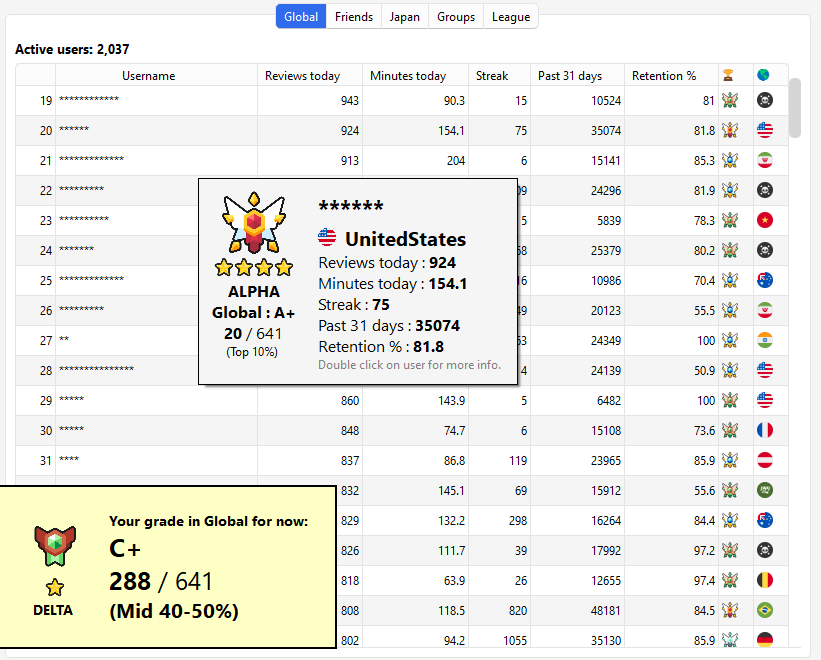 Global Friends Japan Groups League
Active users: 2,037
Username Reviews today Minutes today Streak Past 31 days Retention %
19 ************ 943 90.3 15 10524 81
20 ****** 924 154.1 75 35074 81.8
21 ************* 913 204 6 15141 85.3
22 ********* 09 24296 81.9
23 ********** 5 5839 78.3
24 ******* 68 25379 80.2
25 ************* 16 10986 70.4
26 ********* 49 20123 55.5
27 ** 53 24349 100
28 *************** 4 24139 50.9
29 ***** 860 143.9 5 6482 100
30 ***** 848 74.7 6 15108 73.6
31 **** 837 86.8 119 23965 85.9
832 145.1 69 15912 55.6
829 132.2 298 16264 84.4
826 111.7 39 17992 97.2
818 63.9 26 12655 97.4
808 118.5 820 48181 84.5
802 94.2 1055 35130 85.9
ALPHA
Global : A+
20 / 641
(Top 10%)
******
UnitedStates
Reviews today : 924
Minutes today : 154.1
Streak : 75
Past 31 days : 35074
Retention % : 81.8
Double click on user for more info.
DELTA
Your grade in Global for now:
C+
288 / 641
(Mid 40-50%)